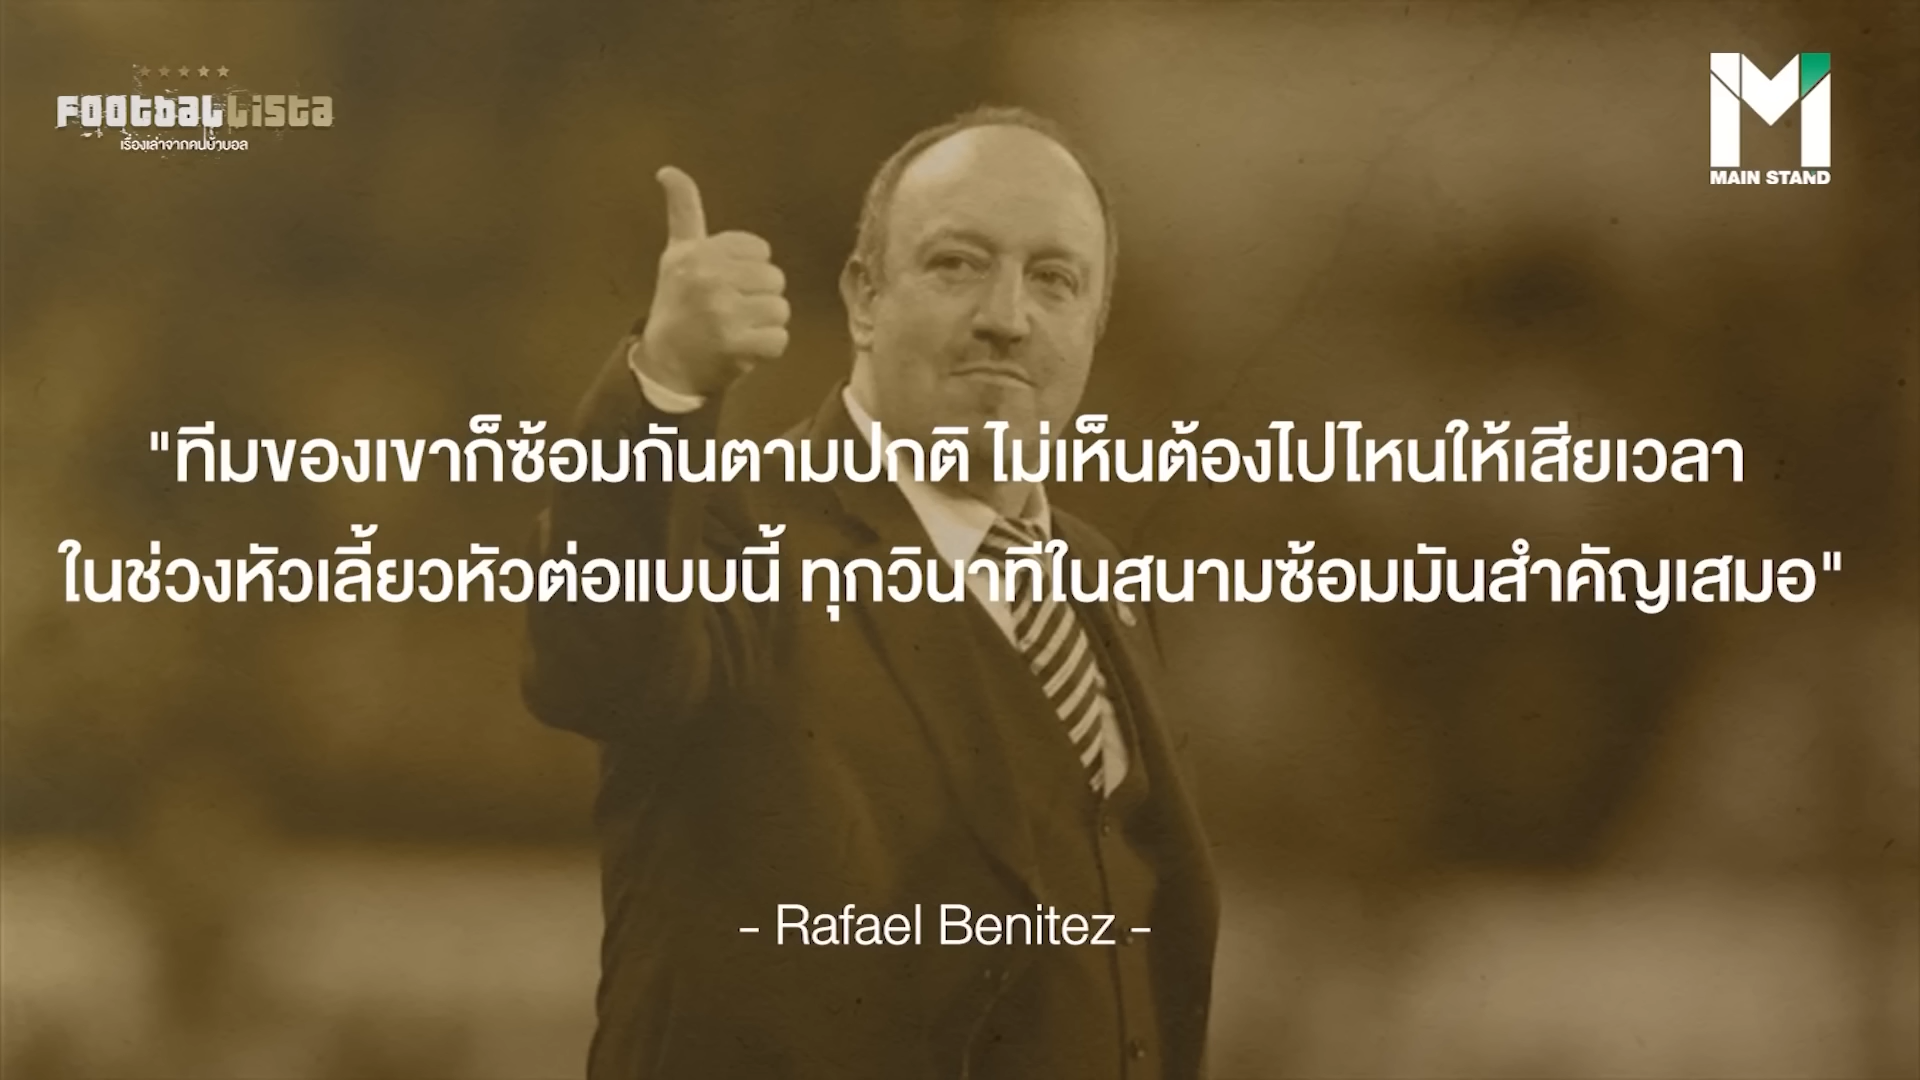 FOOtbaLLiSta
เรื่องเล่าจากคนบ้าบอล
MAIN STAND
"ทีมของเขาก็ซ้อมกันตามปกติ ไม่เห็นต้องไปไหนให้เสียเวลา
ในช่วงหัวเลี้ยวหัวต่อแบบนี้ ทุกวินาทีในสนามซ้อมมันสำคัญเสมอ"
- Rafael Benitez -